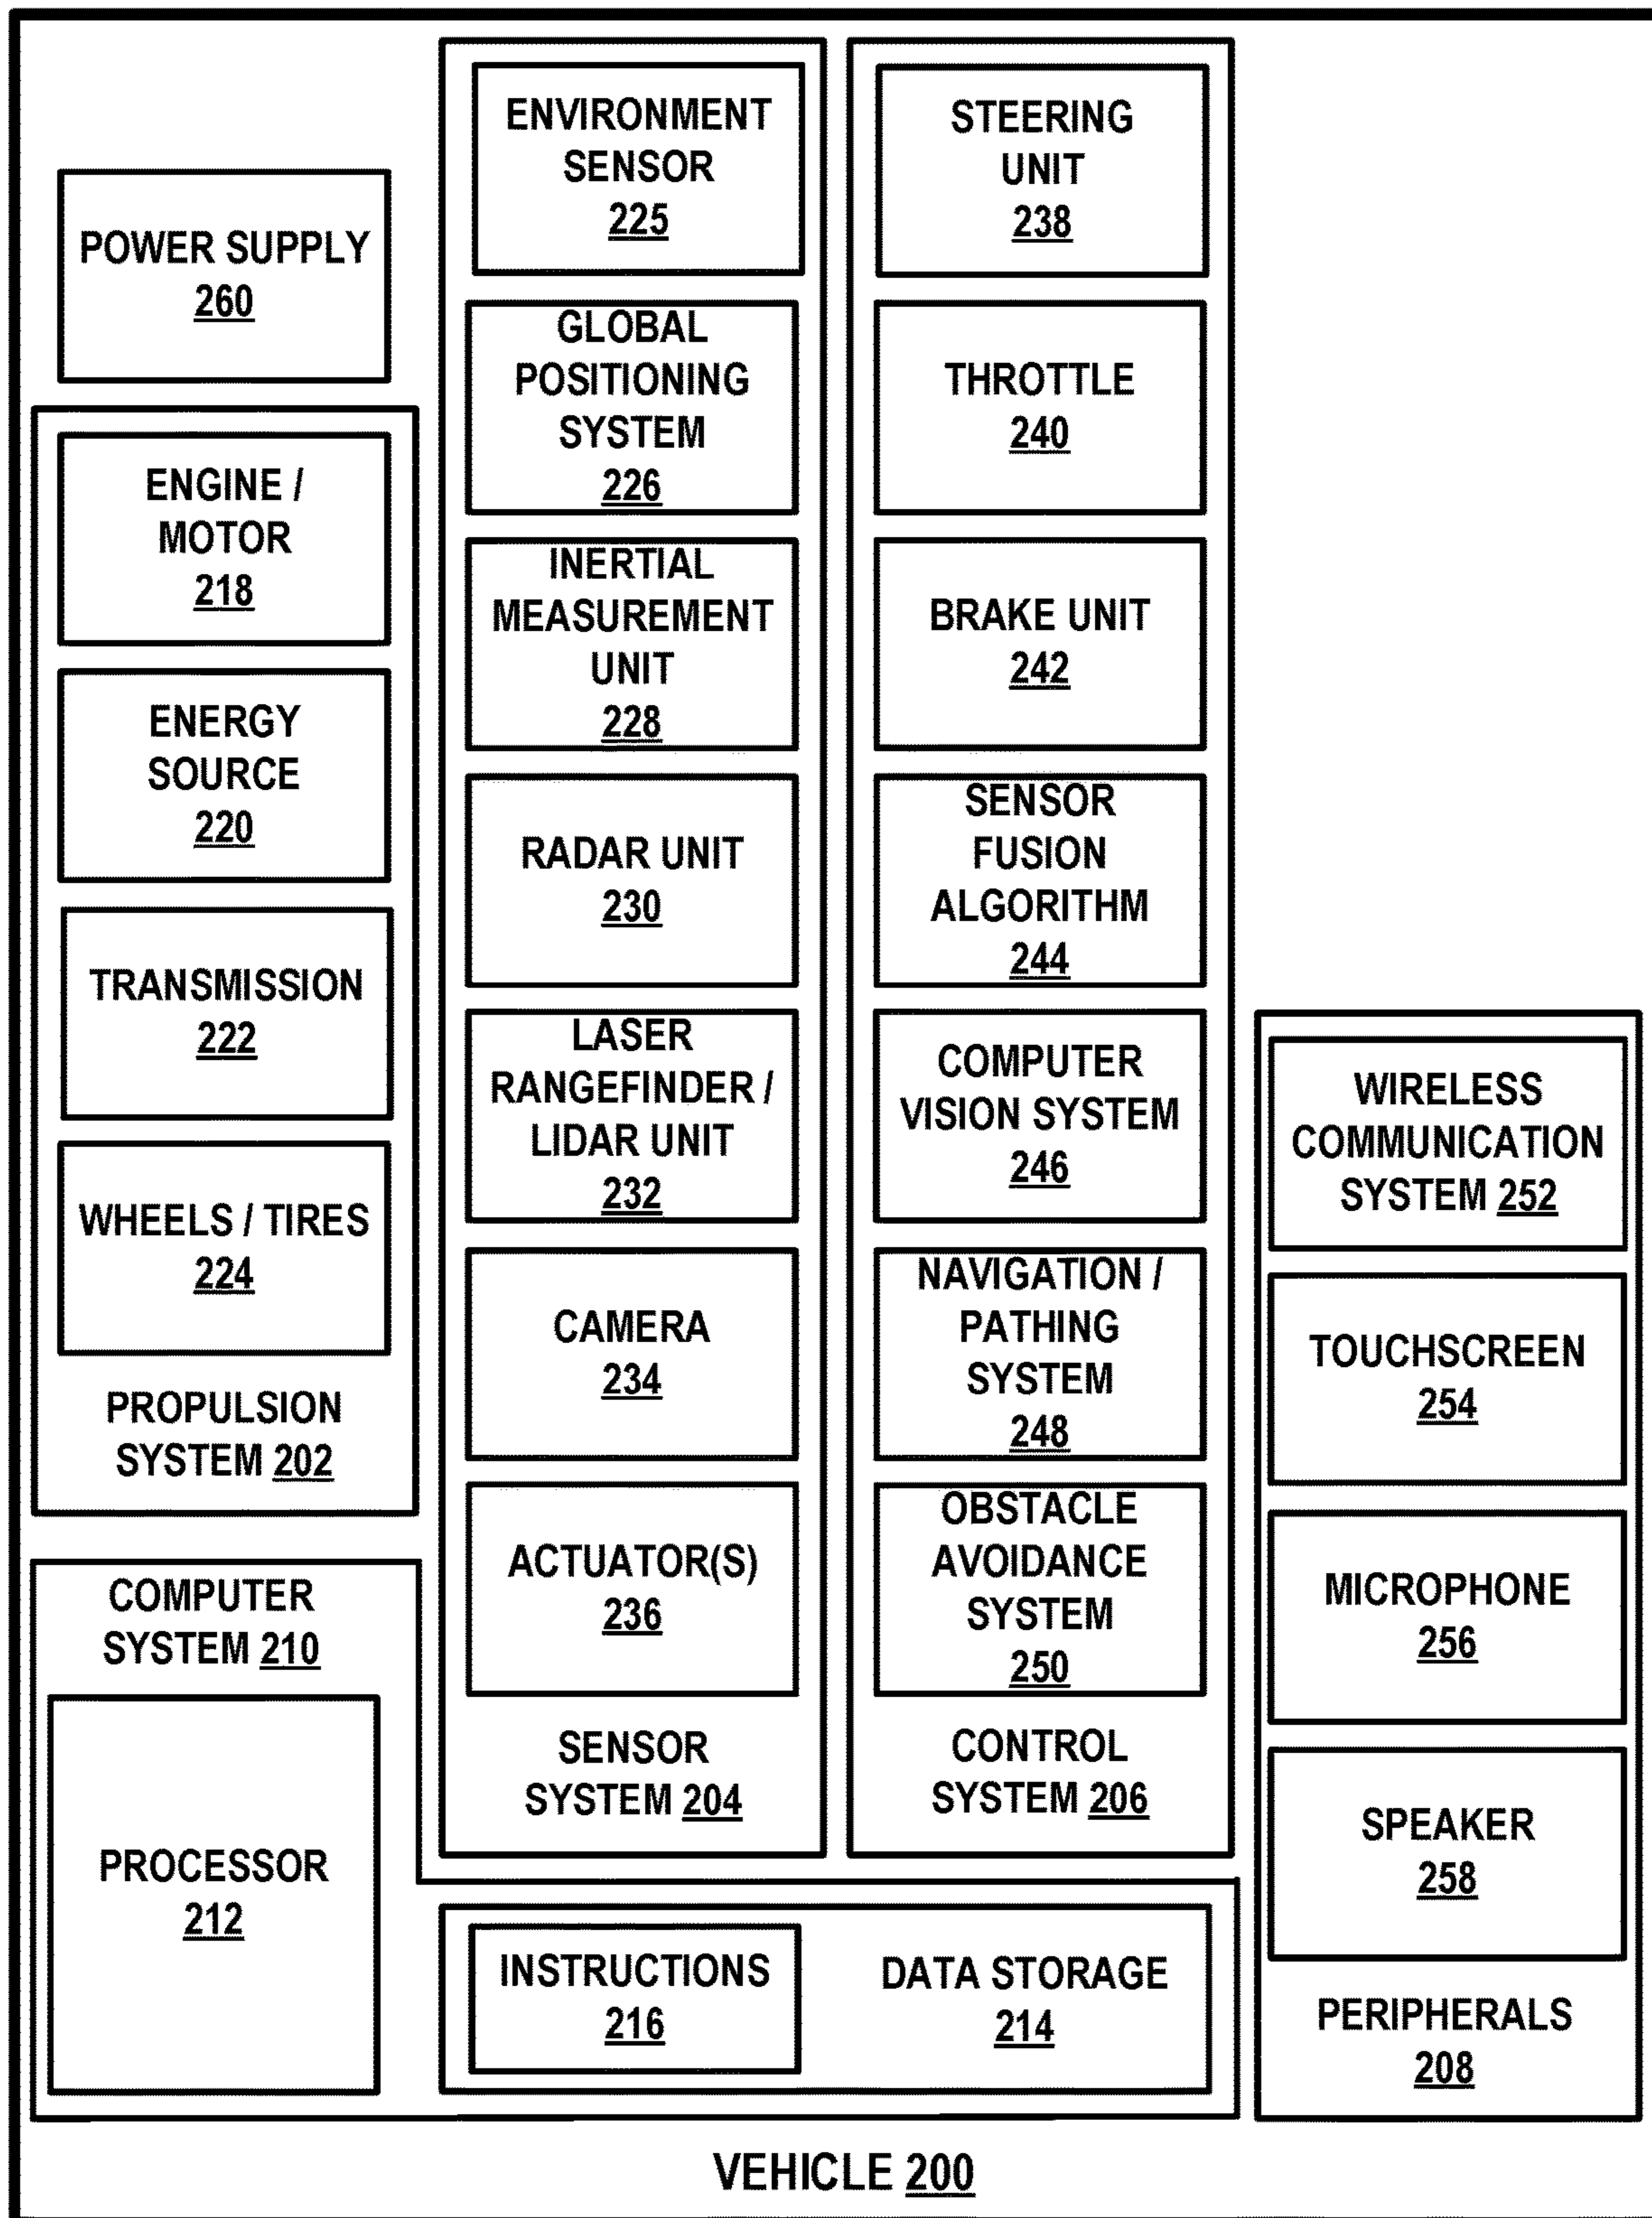 POWER SUPPLY
260
ENGINE /
MOTOR
218
ENERGY
SOURCE
220
TRANSMISSION
222
WHEELS / TIRES
224
PROPULSION
SYSTEM 202
COMPUTER
SYSTEM 210
PROCESSOR
212
ENVIRONMENT
SENSOR
225
GLOBAL
POSITIONING
SYSTEM
226
INERTIAL
MEASUREMENT
UNIT
228
RADAR UNIT
230
LASER
RANGEFINDER /
LIDAR UNIT
232
CAMERA
234
ACTUATOR(S)
236
SENSOR
SYSTEM 204
STEERING
UNIT
238
THROTTLE
240
BRAKE UNIT
242
SENSOR
FUSION
ALGORITHM
244
COMPUTER
VISION SYSTEM
246
NAVIGATION /
PATHING
SYSTEM
248
OBSTACLE
AVOIDANCE
SYSTEM
250
CONTROL
SYSTEM 206
INSTRUCTIONS
216
DATA STORAGE
214
WIRELESS
COMMUNICATION
SYSTEM 252
TOUCHSCREEN
254
MICROPHONE
256
SPEAKER
258
PERIPHERALS
208
VEHICLE 200